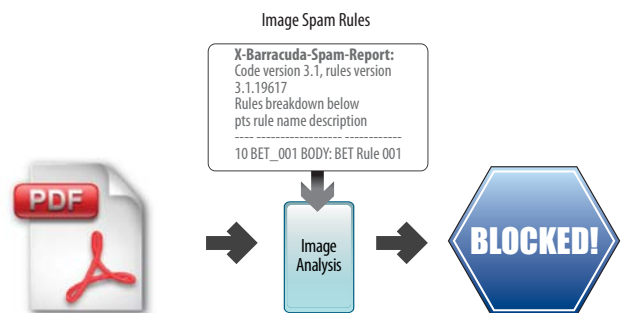 Image Spam Rules
X-Barracuda-Spam-Report:
Code version 3.1, rules version
3.1.19617
Rules breakdown below
pts rule name description
---- ------------------ ------------
10 BET_001 BODY: BET Rule 001
PDF
Image
Analysis
BLOCKED!